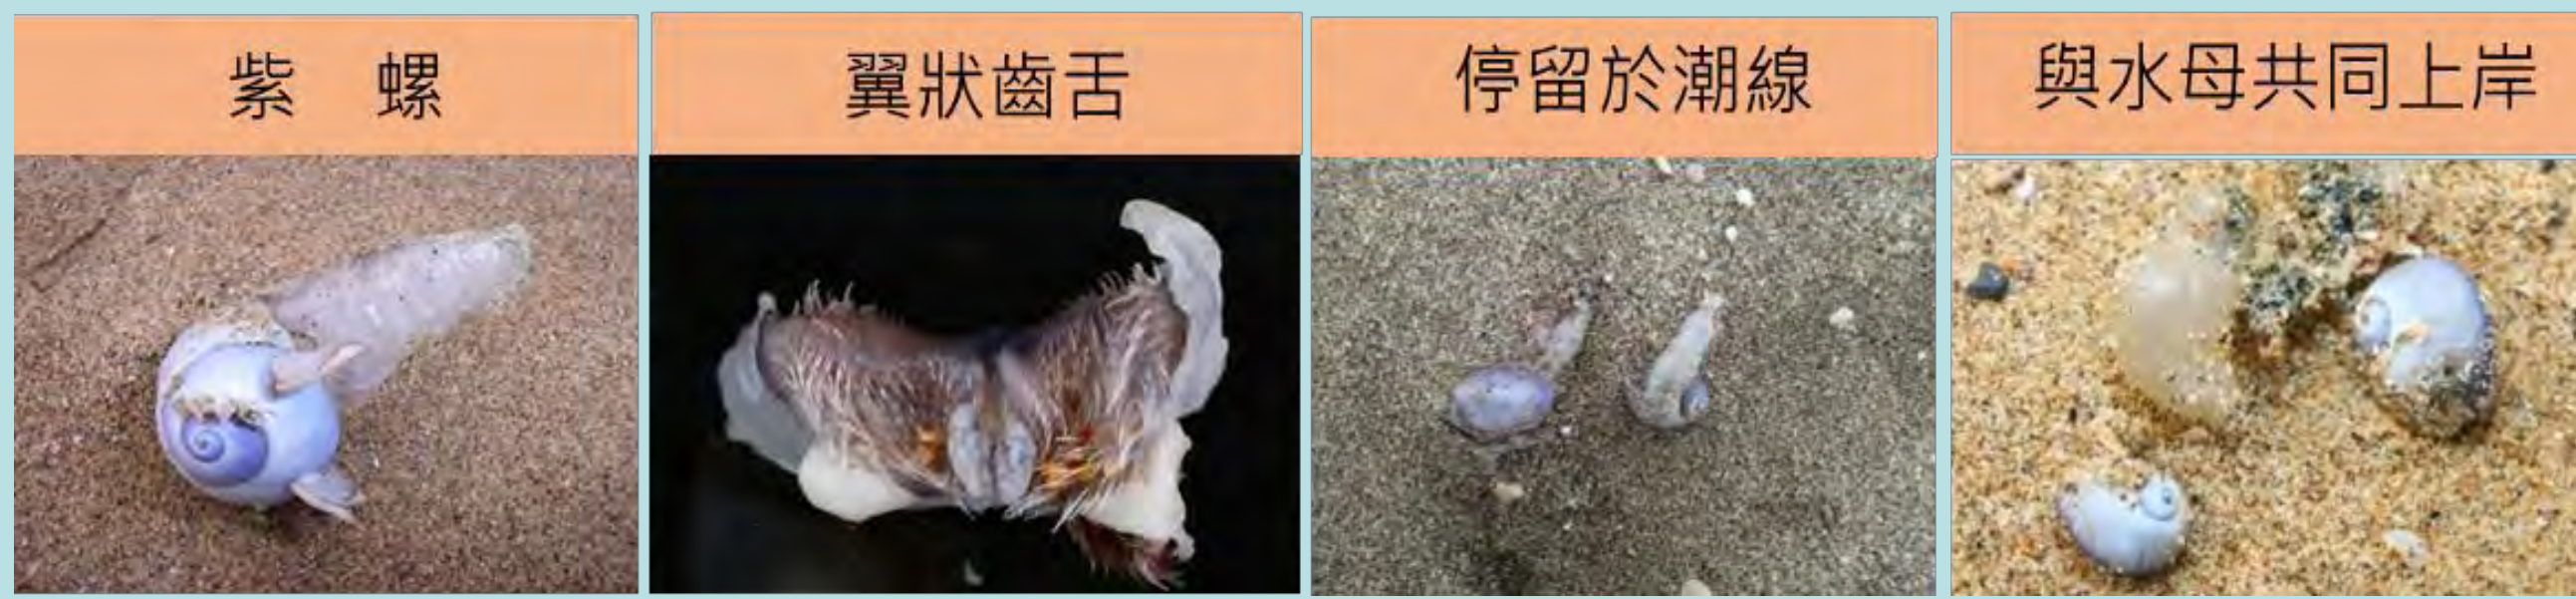 紫 螺
翼狀齒舌
停留於潮線
與水母共同上岸